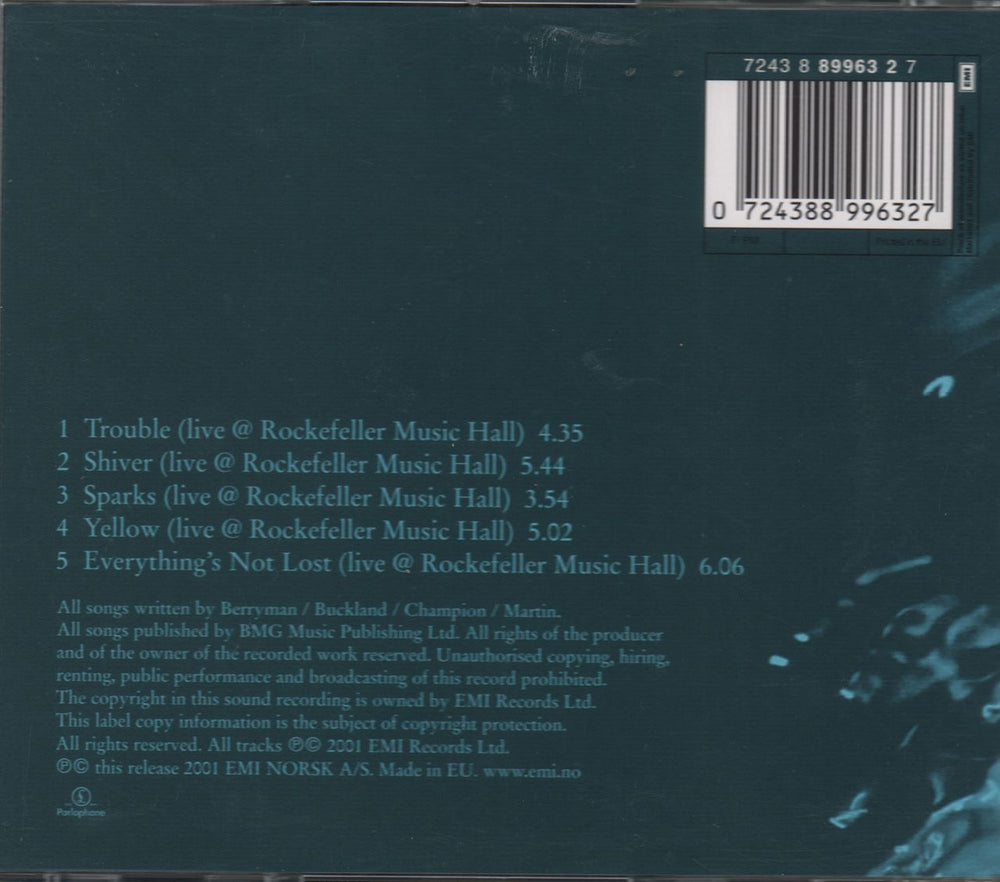 7243 8 89963 2 7
EMI
0 724388 996327
Printed in the EU
1 Trouble (live @ Rockefeller Music Hall) 4.35
2 Shiver (live @ Rockefeller Music Hall) 5.44
3 Sparks (live @ Rockefeller Music Hall) 3.54
4 Yellow (live @ Rockefeller Music Hall) 5.02
5 Everything's Not Lost (live @ Rockefeller Music Hall) 6.06
All songs written by Berryman / Buckland / Champion / Martin.
All songs published by BMG Music Publishing Ltd. All rights of the producer
and of the owner of the recorded work reserved. Unauthorised copying, hiring,
renting, public performance and broadcasting of this record prohibited.
The copyright in this sound recording is owned by EMI Records Ltd.
This label copy information is the subject of copyright protection.
All rights reserved. All tracks ℗© 2001 EMI Records Ltd.
℗© this release 2001 EMI NORSK A/S. Made in EU. www.emi.no
£
Parlophone